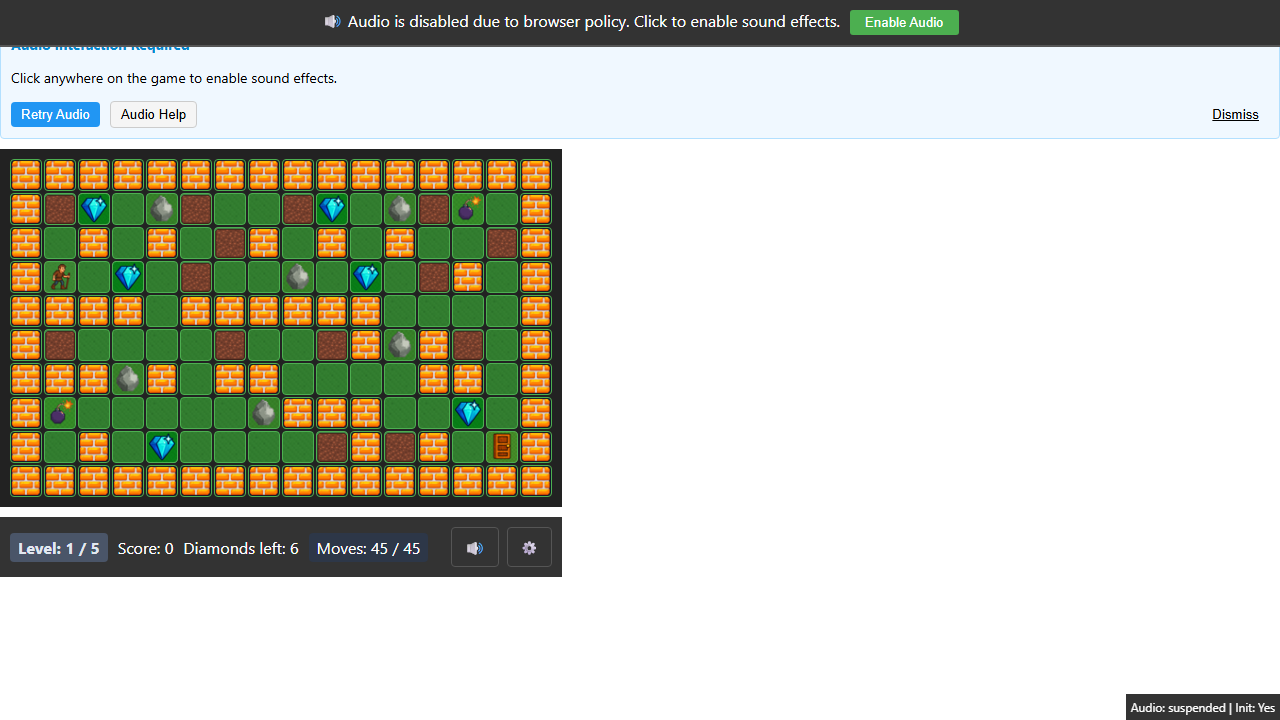 🔊 Audio is disabled due to browser policy. Click to enable sound effects. Enable Audio
Audio Interaction Required
Click anywhere on the game to enable sound effects.
Retry Audio Audio Help Dismiss
Level: 1 / 5 Score: 0 Diamonds left: 6 Moves: 45 / 45
Audio: suspended | Init: Yes